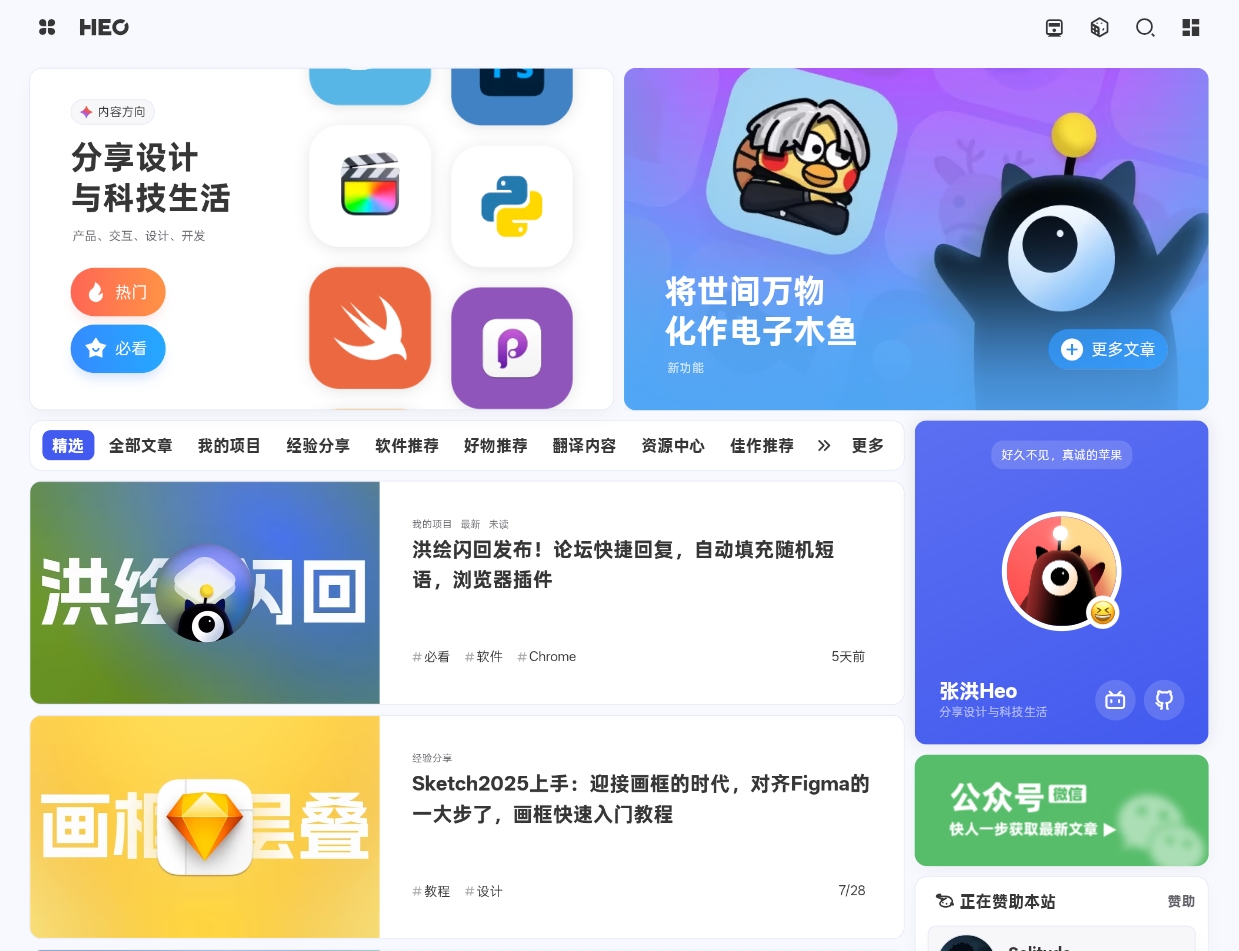 HEO
内容方向
分享设计
与科技生活
产品、交互、设计、开发
热门
必看
Ps
将世间万物
化作电子木鱼
新功能
更多文章
精选 全部文章 我的项目 经验分享 软件推荐 好物推荐 翻译内容 资源中心 佳作推荐 更多
洪绘闪回
我的项目 最新 未读
洪绘闪回发布！论坛快捷回复，自动填充随机短
语，浏览器插件
#必看 #软件 #Chrome 5天前
画框层叠
经验分享
Sketch2025上手：迎接画框的时代，对齐Figma的
一大步了，画框快速入门教程
#教程 #设计 7/28
好久不见，真诚的苹果
张洪Heo
分享设计与科技生活
公众号 微信
快人一步获取最新文章 ▶
正在赞助本站 赞助
Solitude